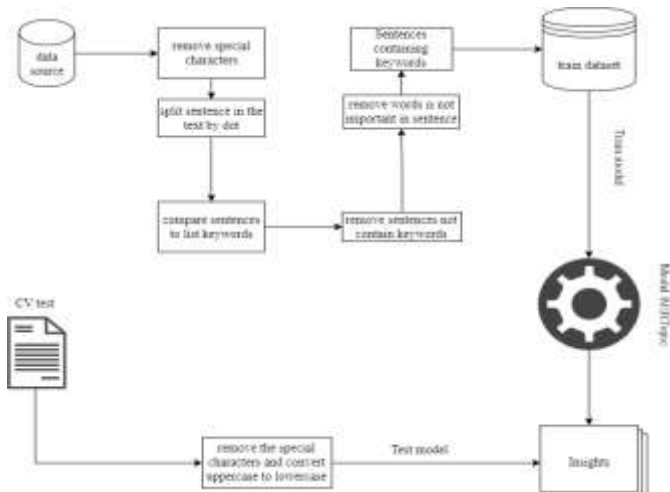 data
source
remove special
characters
split sentence in the
text by dot
compare sentences
to list keywords
remove sentences not
contain keywords
remove words is not
important in sentence
Sentences
containing
keywords
train dataset
Train model
Model BERTopic
CV test
remove the special
characters and convert
uppercase to lowercase
Test model
Insights